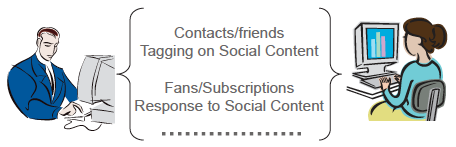 Contacts/friends
Tagging on Social Content
Fans/Subscriptions
Response to Social Content